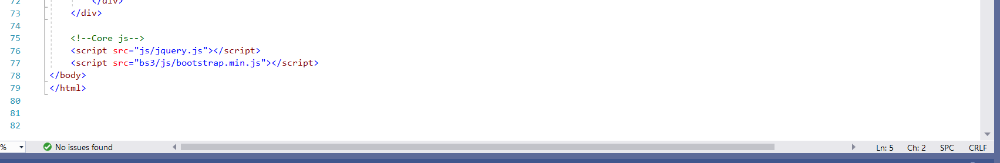 72 </div>
73 </div>
74
75 <!--Core js-->
76 <script src="js/jquery.js"></script>
77 <script src="bs3/js/bootstrap.min.js"></script>
78 </body>
79 </html>
80
81
82
% No issues found Ln: 5 Ch: 2 SPC CRLF